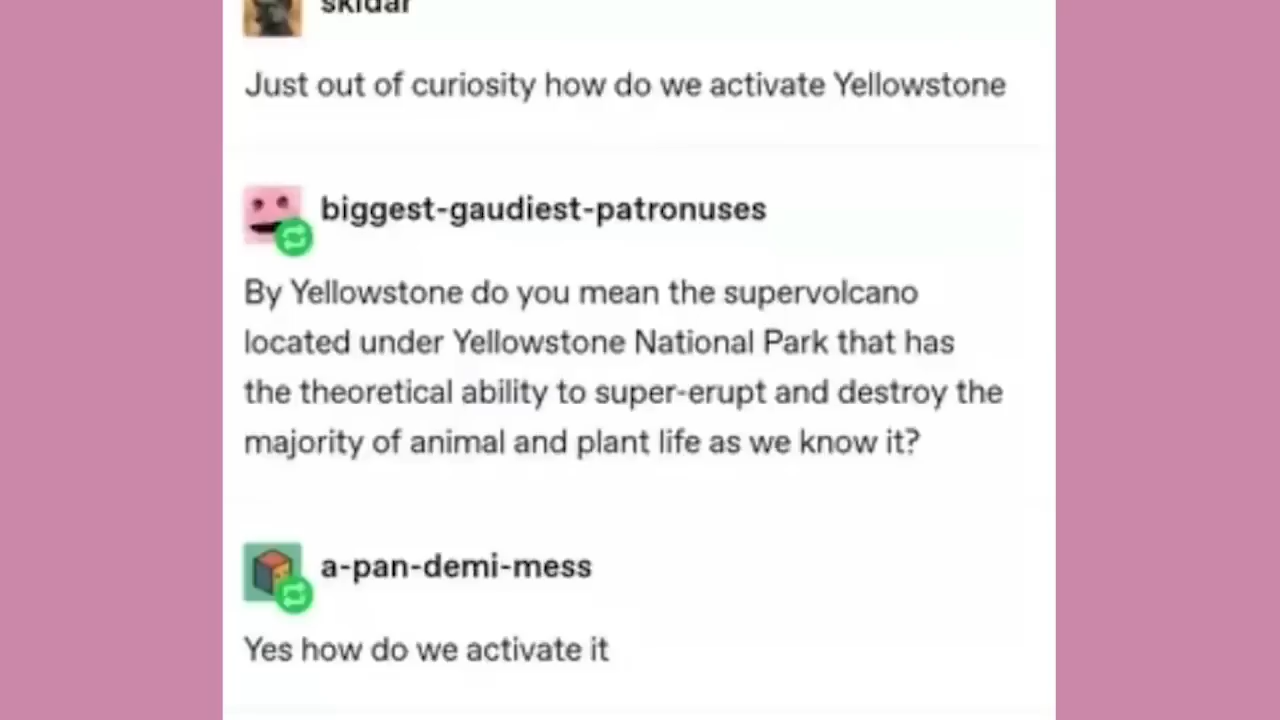 skidar
Just out of curiosity how do we activate Yellowstone
biggest-gaudiest-patronuses
By Yellowstone do you mean the supervolcano
located under Yellowstone National Park that has
the theoretical ability to super-erupt and destroy the
majority of animal and plant life as we know it?
a-pan-demi-mess
Yes how do we activate it